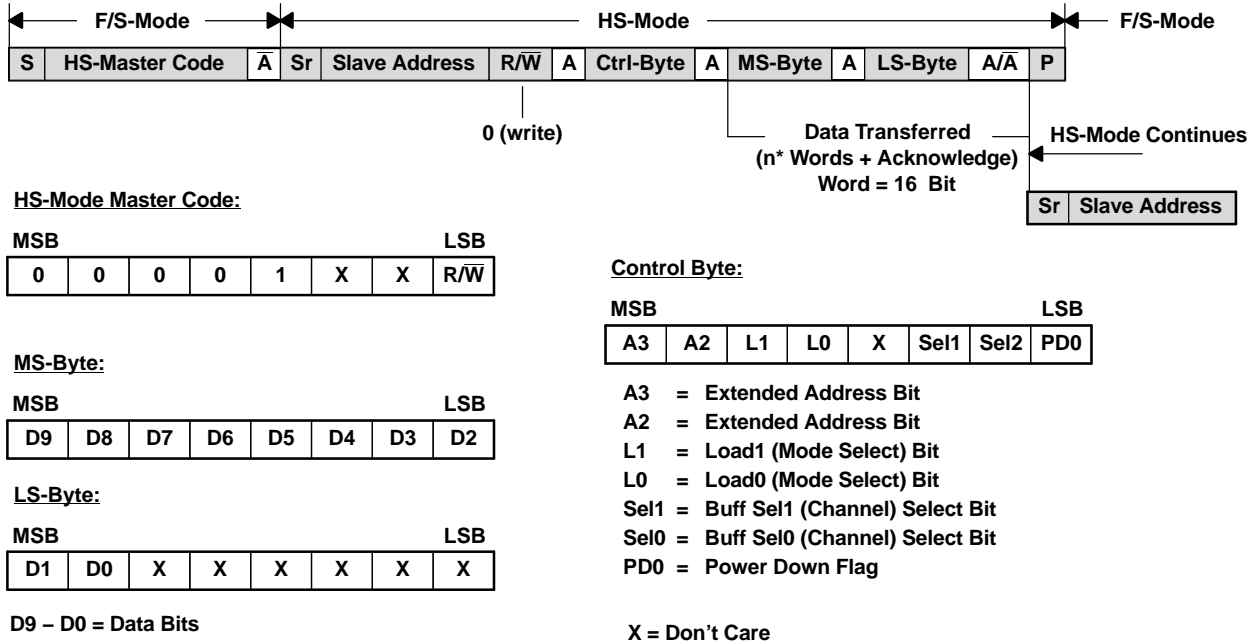 F/S-Mode HS-Mode F/S-Mode
S HS-Master Code A̅ Sr Slave Address R/W̅ A Ctrl-Byte A MS-Byte A LS-Byte A/A̅ P
0 (write)
Data Transferred
(n* Words + Acknowledge)
Word = 16 Bit
HS-Mode Continues
Sr Slave Address
HS-Mode Master Code:
MSB LSB
0 0 0 0 1 X X R/W̅
MS-Byte:
MSB LSB
D9 D8 D7 D6 D5 D4 D3 D2
LS-Byte:
MSB LSB
D1 D0 X X X X X X
D9 – D0 = Data Bits
Control Byte:
MSB LSB
A3 A2 L1 L0 X Sel1 Sel2 PD0
A3 = Extended Address Bit
A2 = Extended Address Bit
L1 = Load1 (Mode Select) Bit
L0 = Load0 (Mode Select) Bit
Sel1 = Buff Sel1 (Channel) Select Bit
Sel0 = Buff Sel0 (Channel) Select Bit
PD0 = Power Down Flag
X = Don't Care